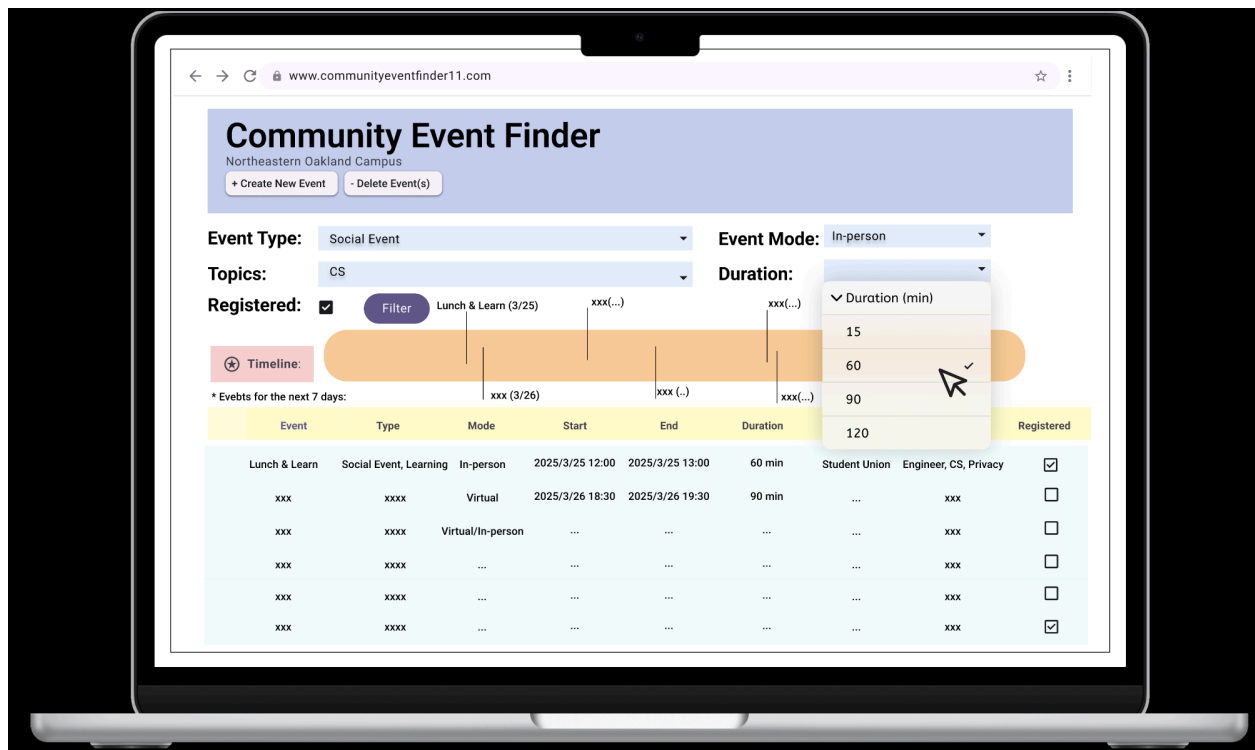 www.communityeventfinder11.com
Community Event Finder
Northeastern Oakland Campus
+ Create New Event - Delete Event(s)
Event Type: Social Event Event Mode: In-person
Topics: CS Duration:
Registered: Filter Lunch & Learn (3/25) xxx(...) xxx(...)
Duration (min)
15
60
90
120
Timeline:
* Evebts for the next 7 days: xxx (3/26) xxx (..) xxx(...)
Event Type Mode Start End Duration Registered
Lunch & Learn Social Event, Learning In-person 2025/3/25 12:00 2025/3/25 13:00 60 min Student Union Engineer, CS, Privacy
xxx xxxx Virtual 2025/3/26 18:30 2025/3/26 19:30 90 min ... xxx
xxx xxxx Virtual/In-person ... ... ... ... xxx
xxx xxxx ... ... ... ... ... xxx
xxx xxxx ... ... ... ... ... xxx
xxx xxxx ... ... ... ... ... xxx